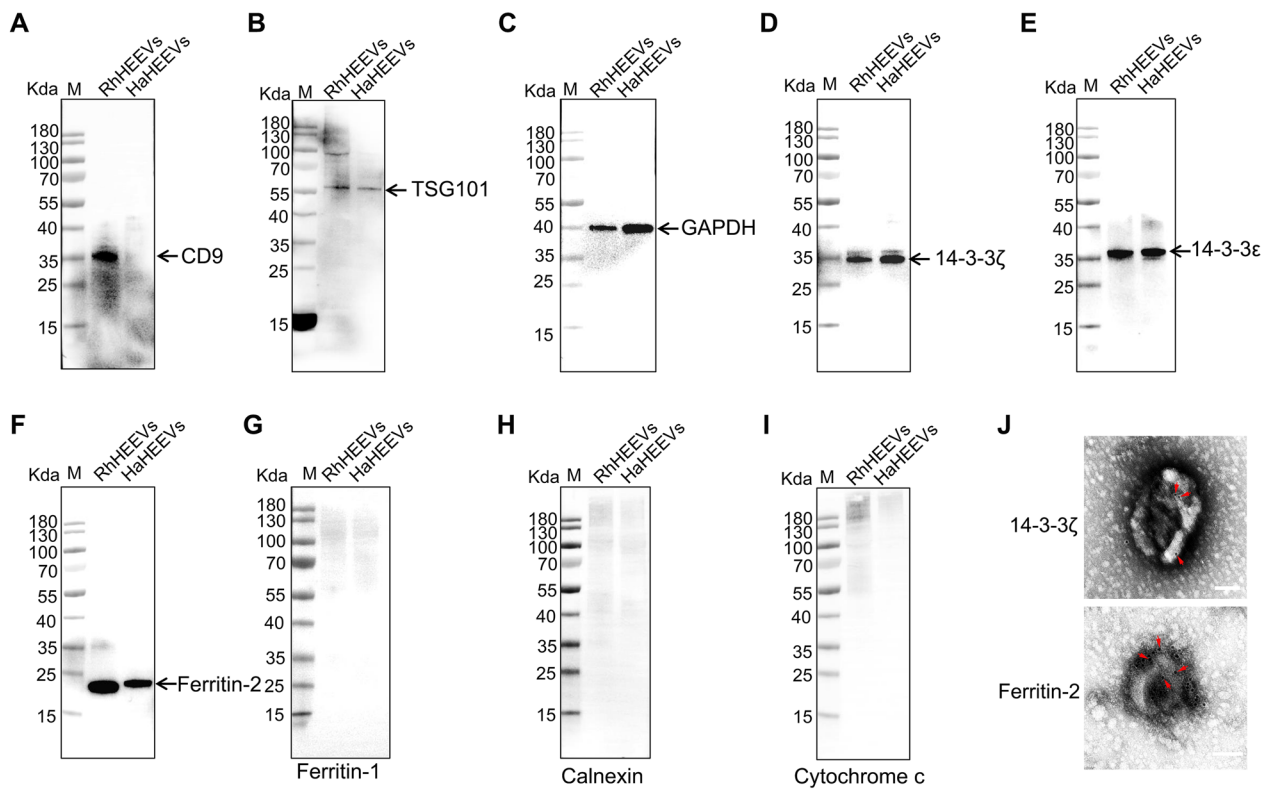 A
Kda M RhHEEVs HaHEEVs
180
130
100
70
55
40
35
25
15
CD9
B
Kda M RhHEEVs HaHEEVs
180
130
100
70
55
40
35
25
15
TSG101
C
Kda M RhHEEVs HaHEEVs
180
130
100
70
55
40
35
25
15
GAPDH
D
Kda M RhHEEVs HaHEEVs
180
130
100
70
55
40
35
25
15
14-3-3ζ
E
Kda M RhHEEVs HaHEEVs
180
130
100
70
55
40
35
25
15
14-3-3ε
F
Kda M RhHEEVs HaHEEVs
180
130
100
70
55
40
35
25
15
Ferritin-2
G
Kda M RhHEEVs HaHEEVs
180
130
100
70
55
40
35
25
15
Ferritin-1
H
Kda M RhHEEVs HaHEEVs
180
130
100
70
55
40
35
25
15
Calnexin
I
Kda M RhHEEVs HaHEEVs
180
130
100
70
55
40
35
25
15
Cytochrome c
J
14-3-3ζ
Ferritin-2